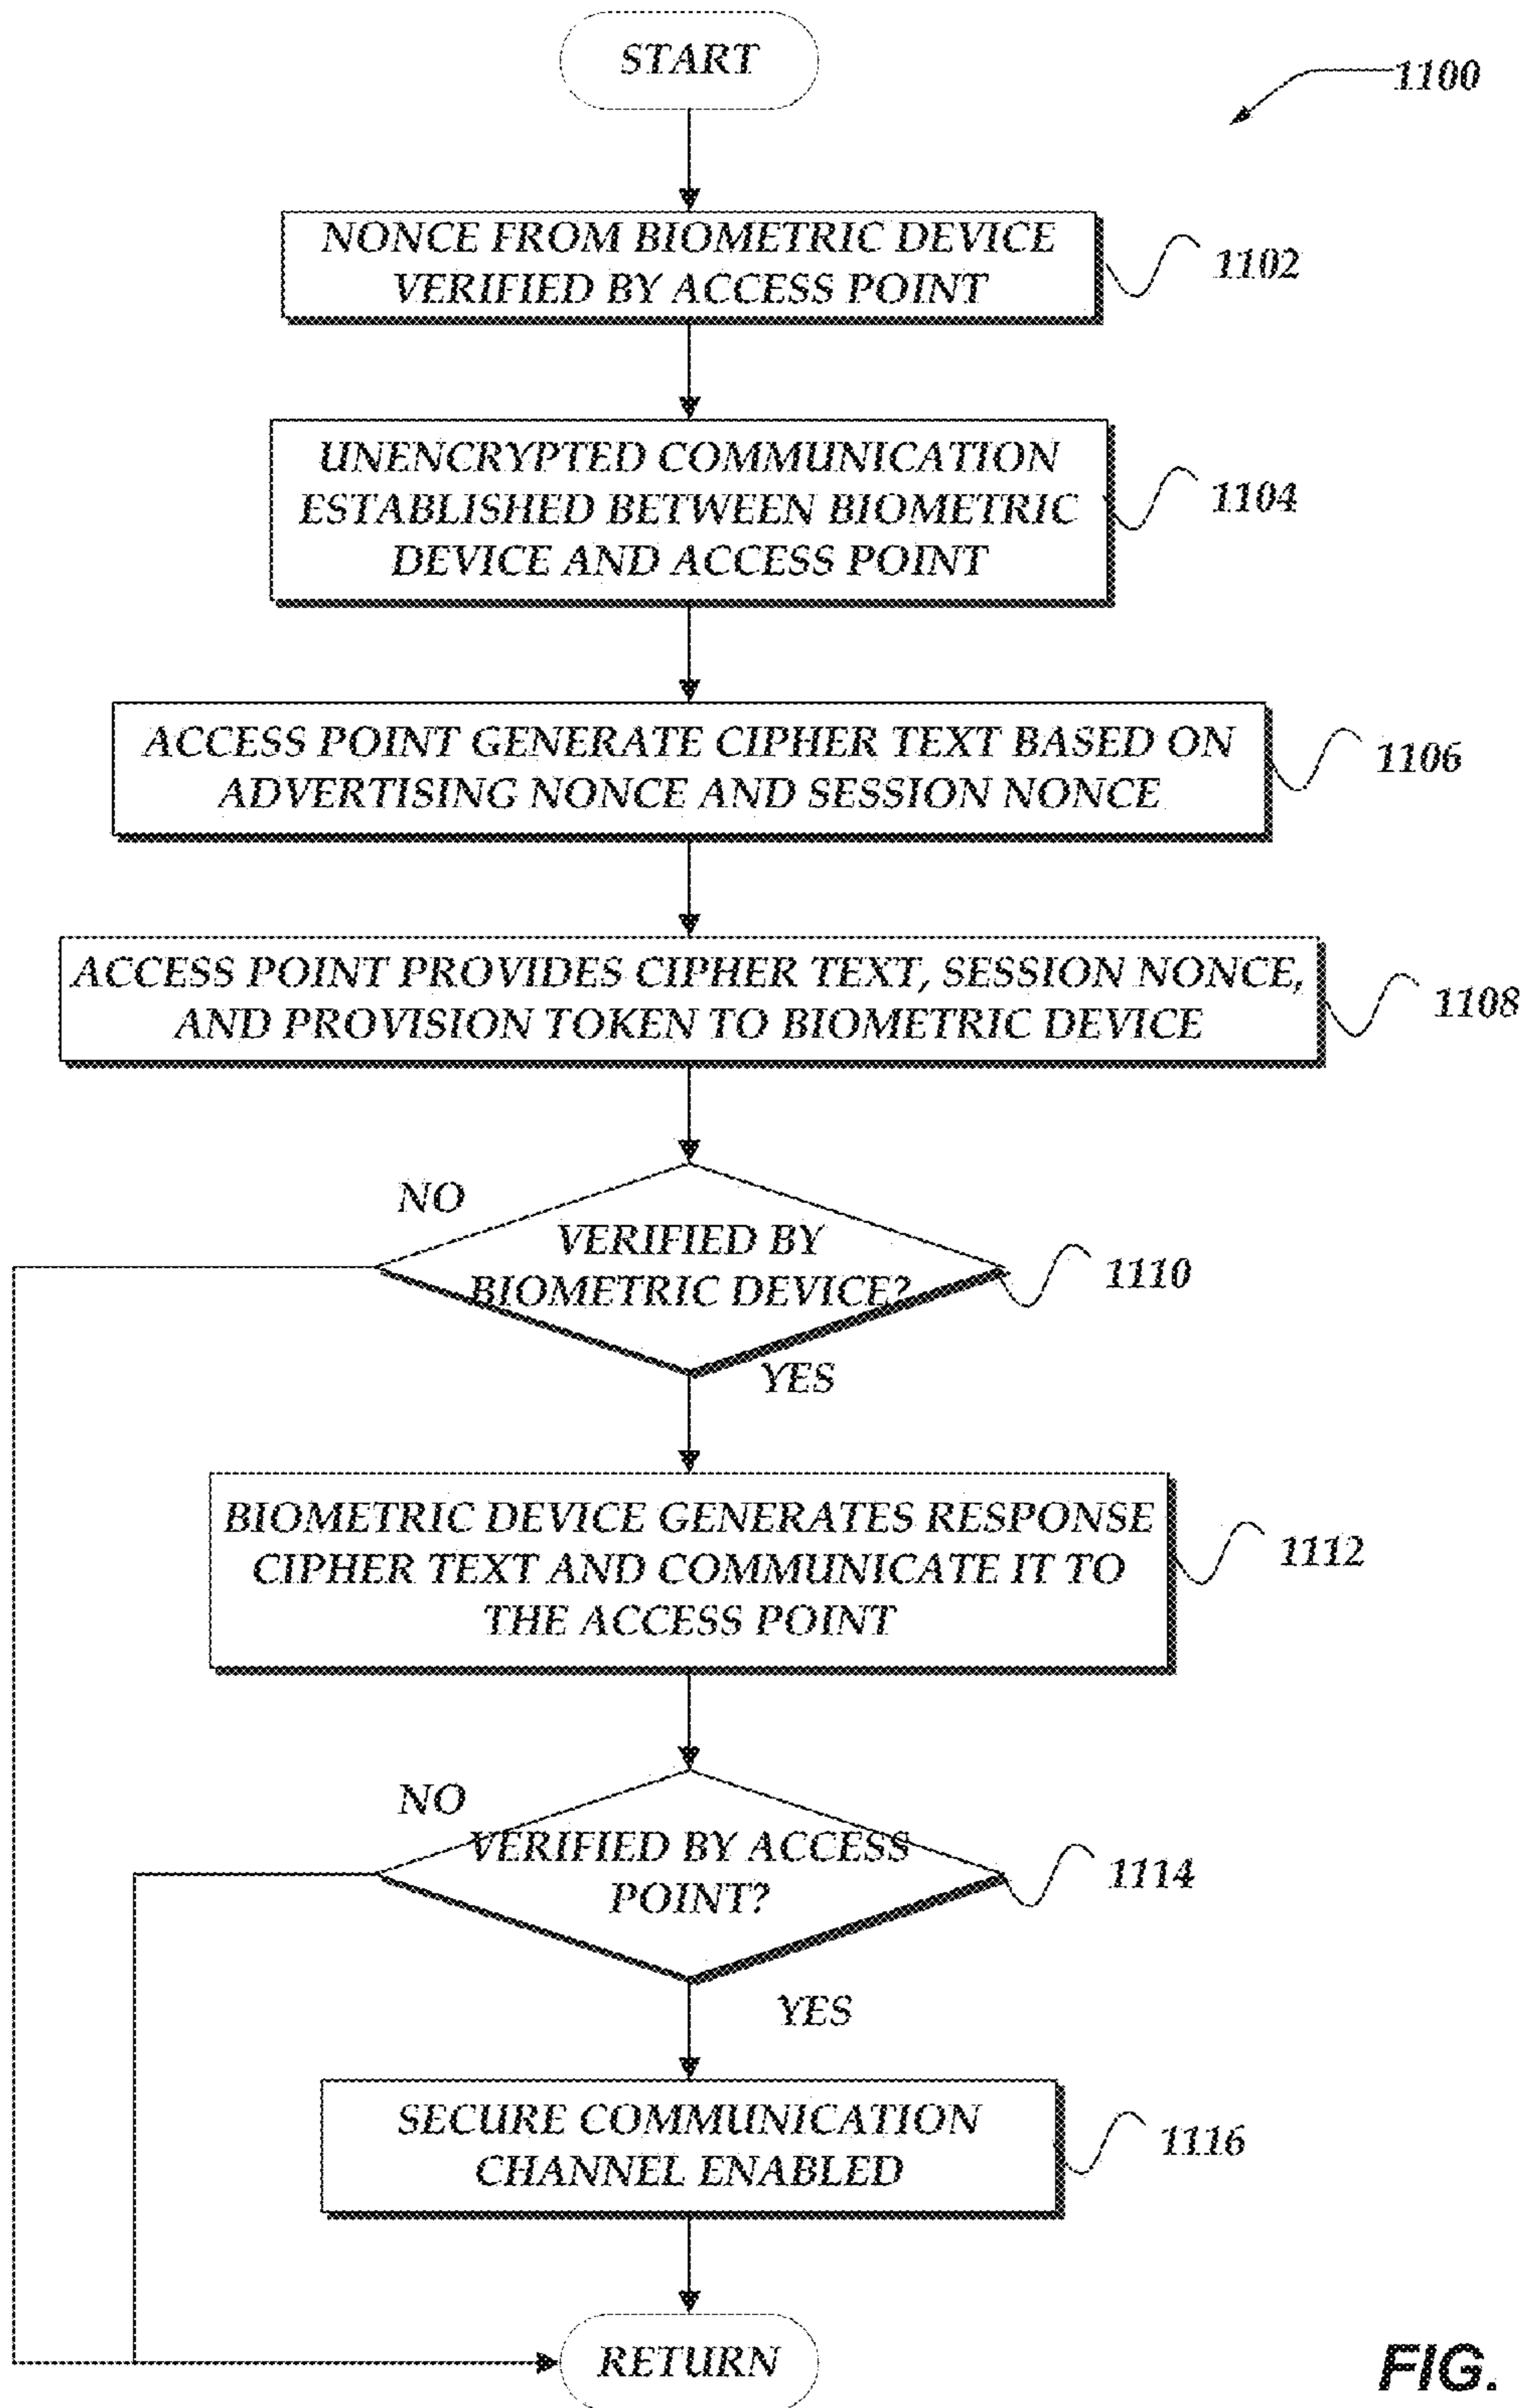 START
1100
NONCE FROM BIOMETRIC DEVICE
VERIFIED BY ACCESS POINT
1102
UNENCRYPTED COMMUNICATION
ESTABLISHED BETWEEN BIOMETRIC
DEVICE AND ACCESS POINT
1104
ACCESS POINT GENERATE CIPHER TEXT BASED ON
ADVERTISING NONCE AND SESSION NONCE
1106
ACCESS POINT PROVIDES CIPHER TEXT, SESSION NONCE,
AND PROVISION TOKEN TO BIOMETRIC DEVICE
1108
NO
VERIFIED BY
BIOMETRIC DEVICE?
1110
YES
BIOMETRIC DEVICE GENERATES RESPONSE
CIPHER TEXT AND COMMUNICATE IT TO
THE ACCESS POINT
1112
NO
VERIFIED BY ACCESS
POINT?
1114
YES
SECURE COMMUNICATION
CHANNEL ENABLED
1116
RETURN
FIG.